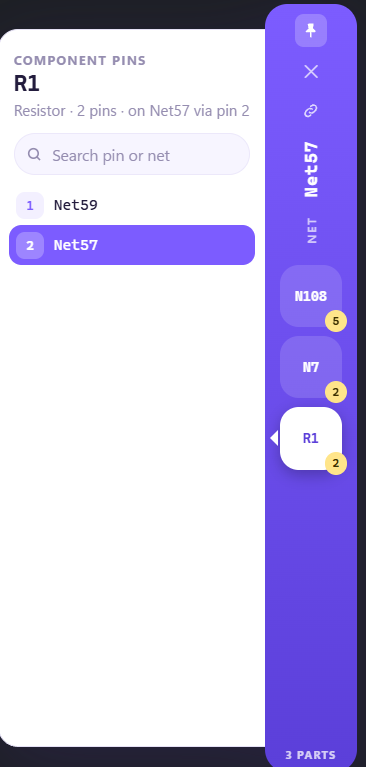 COMPONENT PINS
R1
Resistor · 2 pins · on Net57 via pin 2
Search pin or net
1 Net59
2 Net57
Net57
NET
N108
5
N7
2
R1
2
3 PARTS